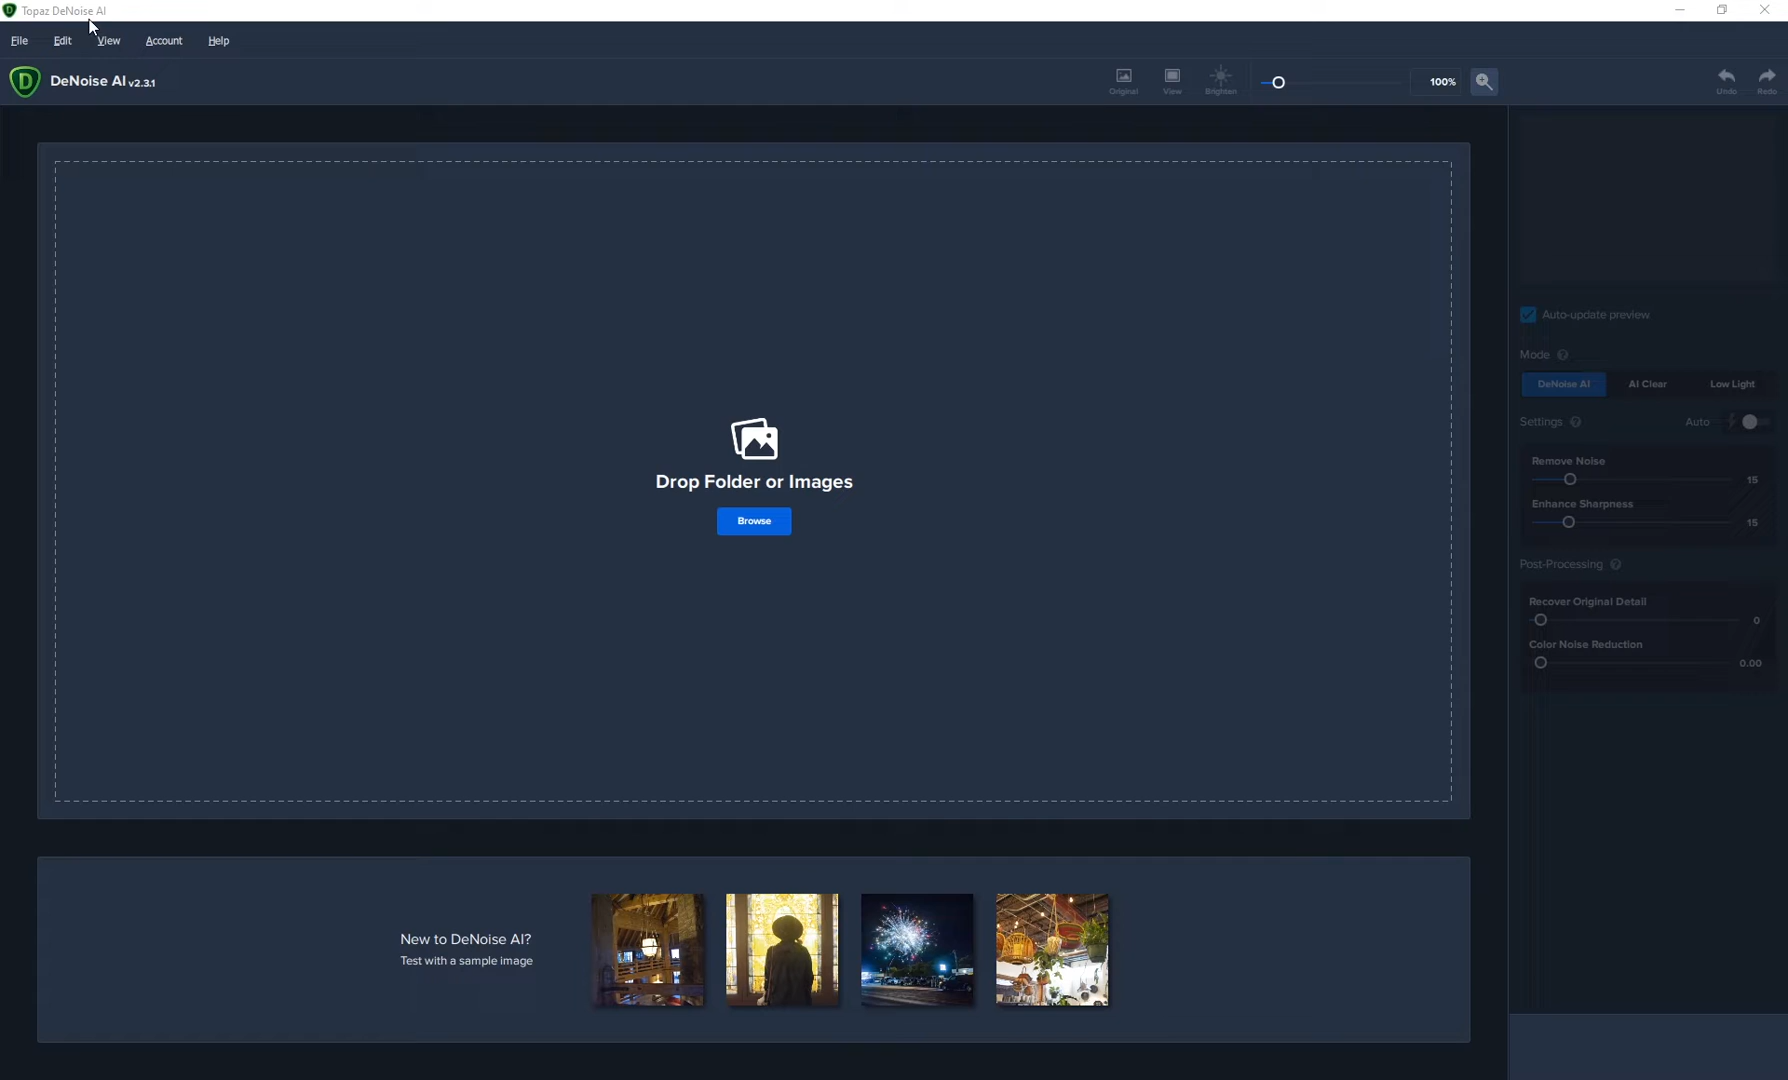 Topaz DeNoise AI
File Edit View Account Help
DeNoise AI v2.3.1
Original View Brighten 100% Undo Redo
Auto-update preview
Mode
DeNoise AI AI Clear Low Light
Settings Auto
Remove Noise
15
Enhance Sharpness
15
Post-Processing
Recover Original Detail
0
Color Noise Reduction
0.00
Drop Folder or Images
Browse
New to DeNoise AI?
Test with a sample image